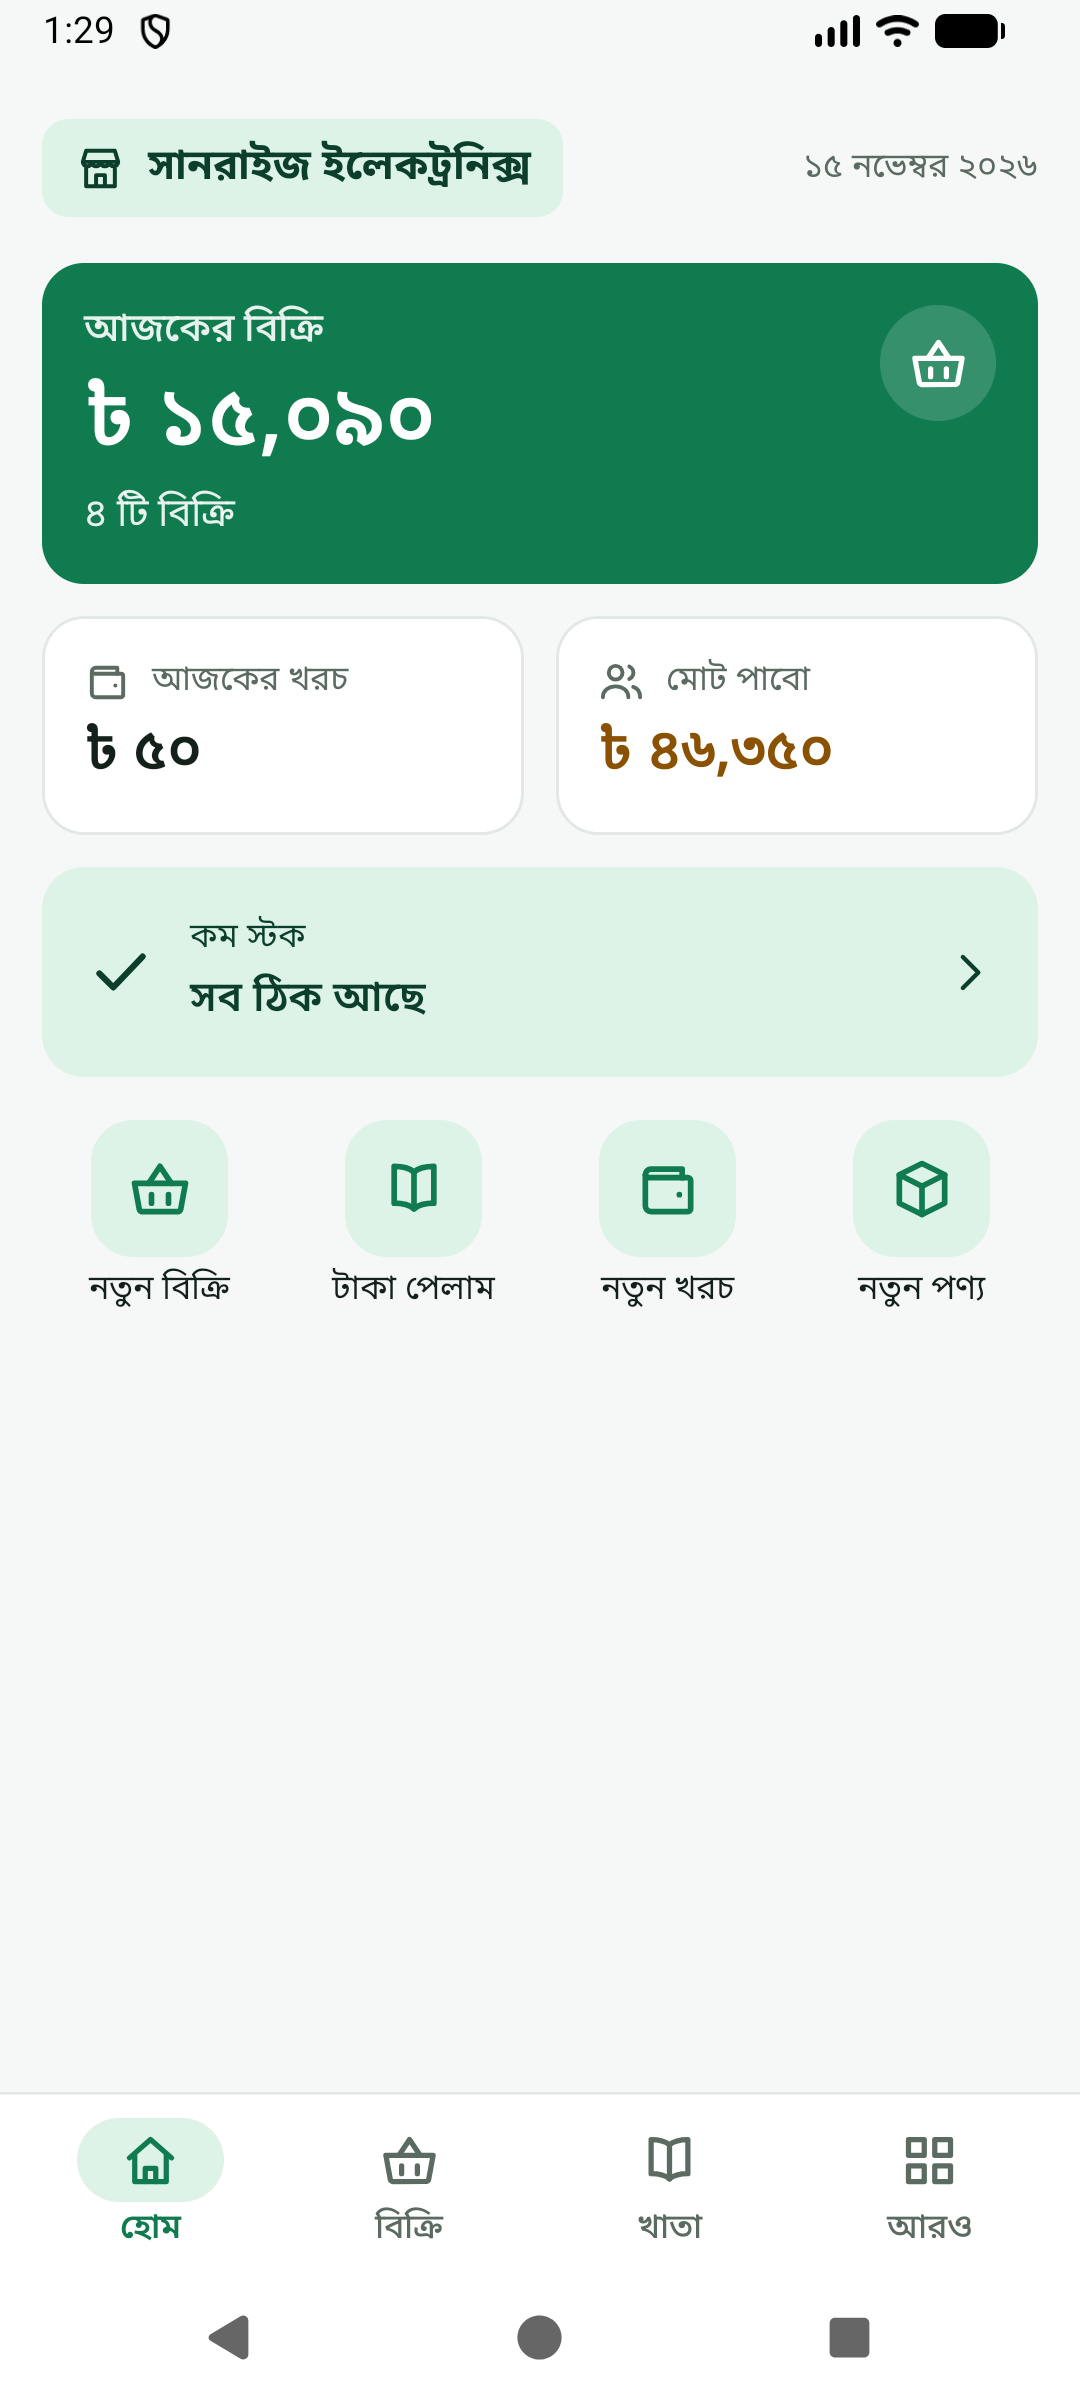 1:29
সানরাইজ ইলেকট্রনিক্স
১৫ নভেম্বর ২০২৬
আজকের বিক্রি
৳ ১৫,০৯০
৪ টি বিক্রি
আজকের খরচ
৳ ৫০
মোট পাবো
৳ ৪৬,৩৫০
কম স্টক
সব ঠিক আছে
নতুন বিক্রি
টাকা পেলাম
নতুন খরচ
নতুন পণ্য
হোম
বিক্রি
খাতা
আরও